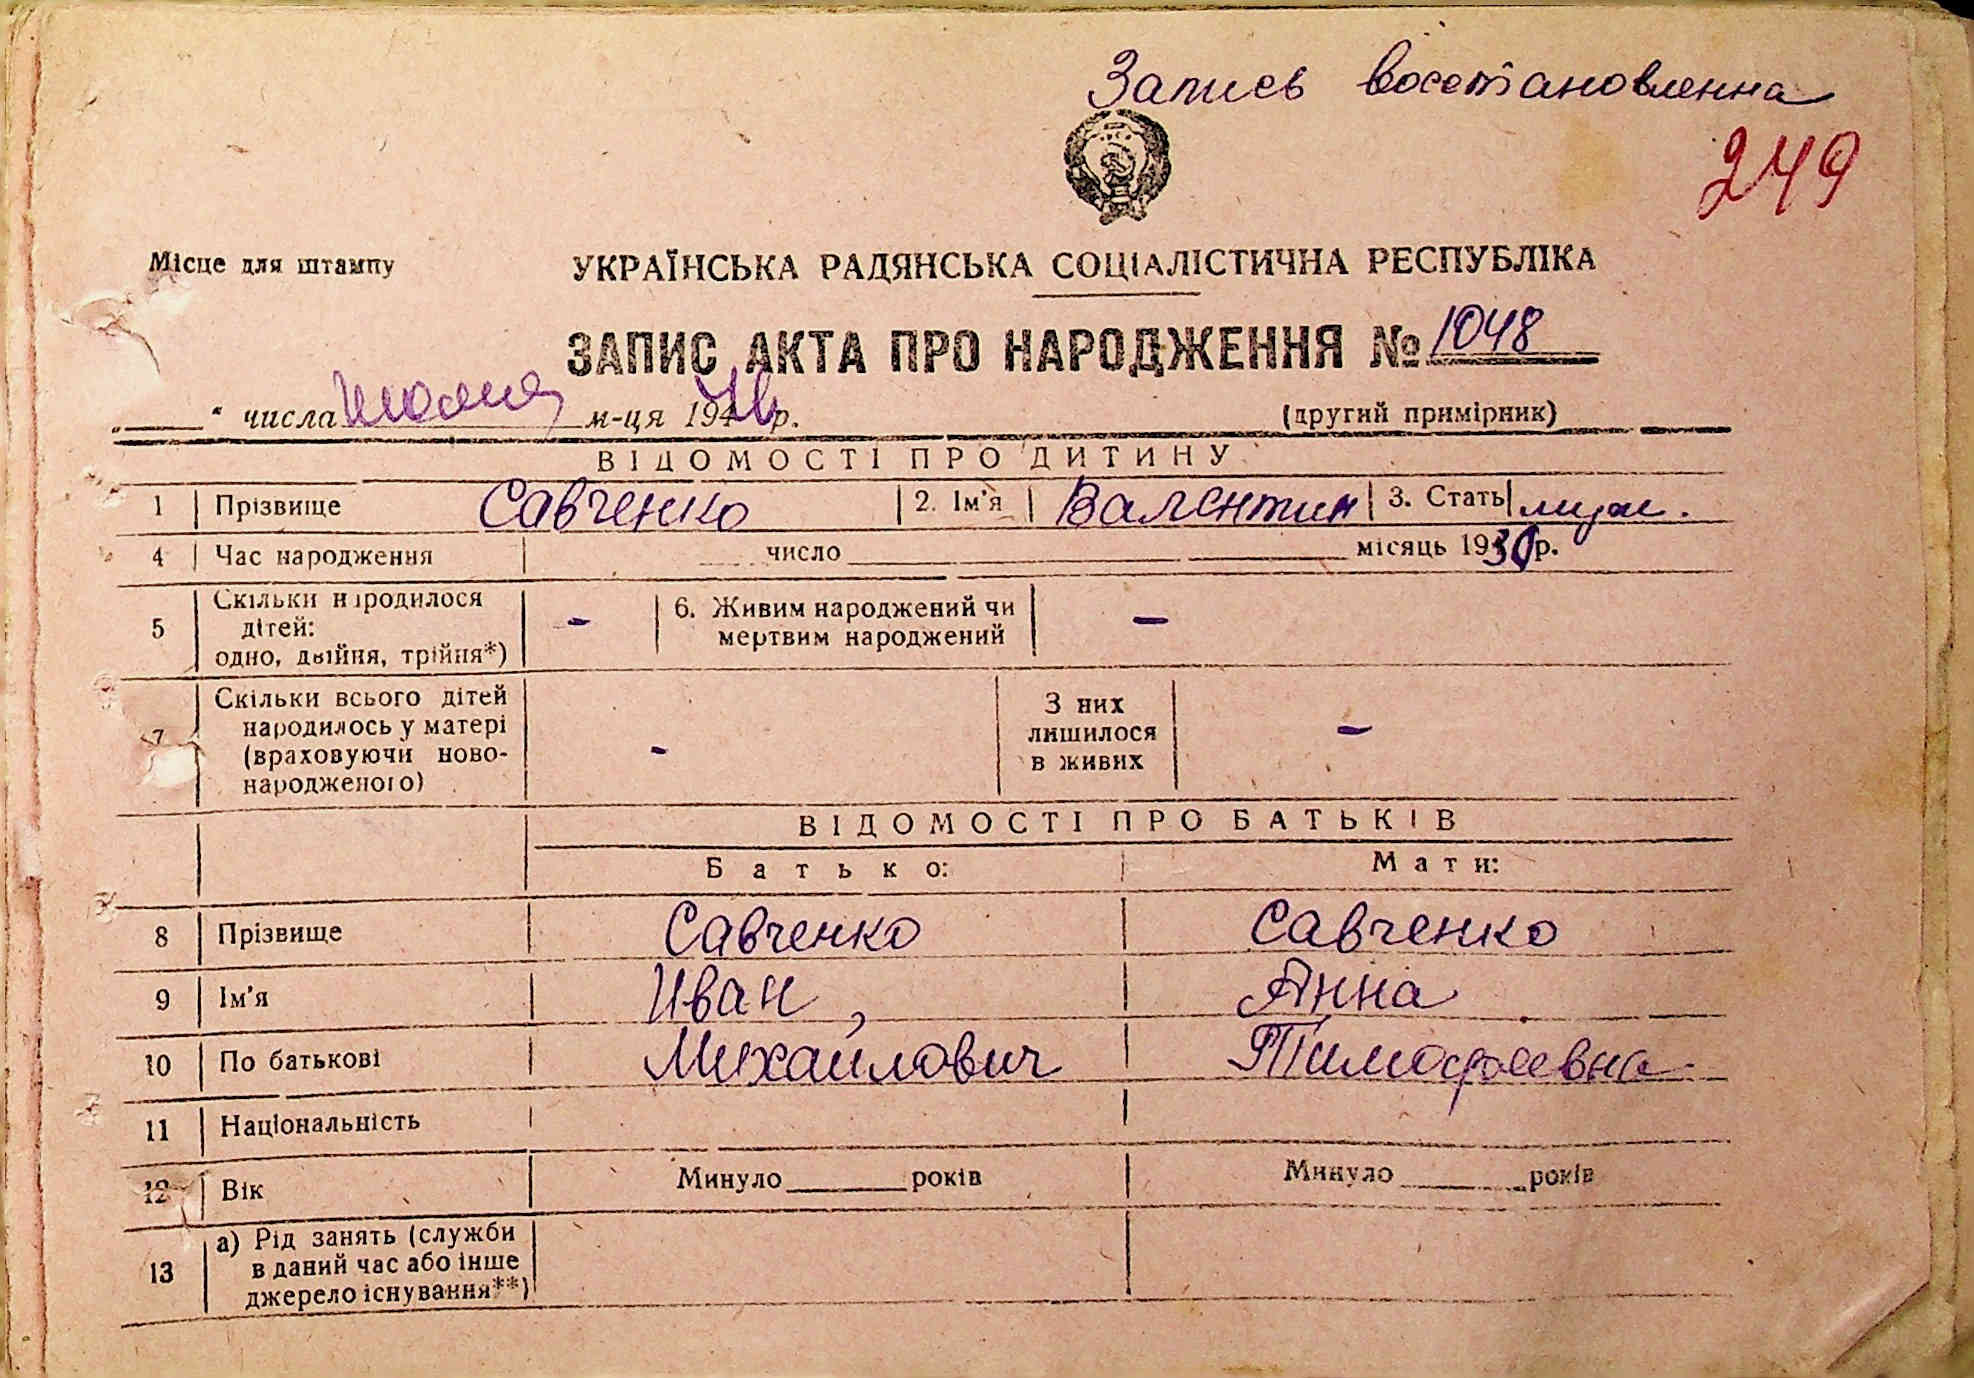 Запись восстановленна
249
Місце для штампу
УКРАЇНСЬКА РАДЯНСЬКА СОЦІАЛІСТИЧНА РЕСПУБЛІКА
ЗАПИС АКТА ПРО НАРОДЖЕННЯ № 1048
„ “ числа м-ця 194 р. (другий примірник)
ВІДОМОСТІ ПРО ДИТИНУ
1 Прізвище Савченко 2. Ім'я Валентин 3. Стать муж.
4 Час народження число місяць 1930р.
5 Скільки народилося дітей: одно, двійня, трійня*) - 6. Живим народжений чи мертвим народжений -
7 Скільки всього дітей народилось у матері (враховуючи новонародженого) - З них лишилося в живих -
ВІДОМОСТІ ПРО БАТЬКІВ
Батько: Мати:
8 Прізвище Савченко Савченко
9 Ім'я Иван, Анна
10 По батькові Михайлович Тимофеевна
11 Національність
12 Вік Минуло років Минуло років
13 а) Рід занять (служби в даний час або інше джерело існування**)